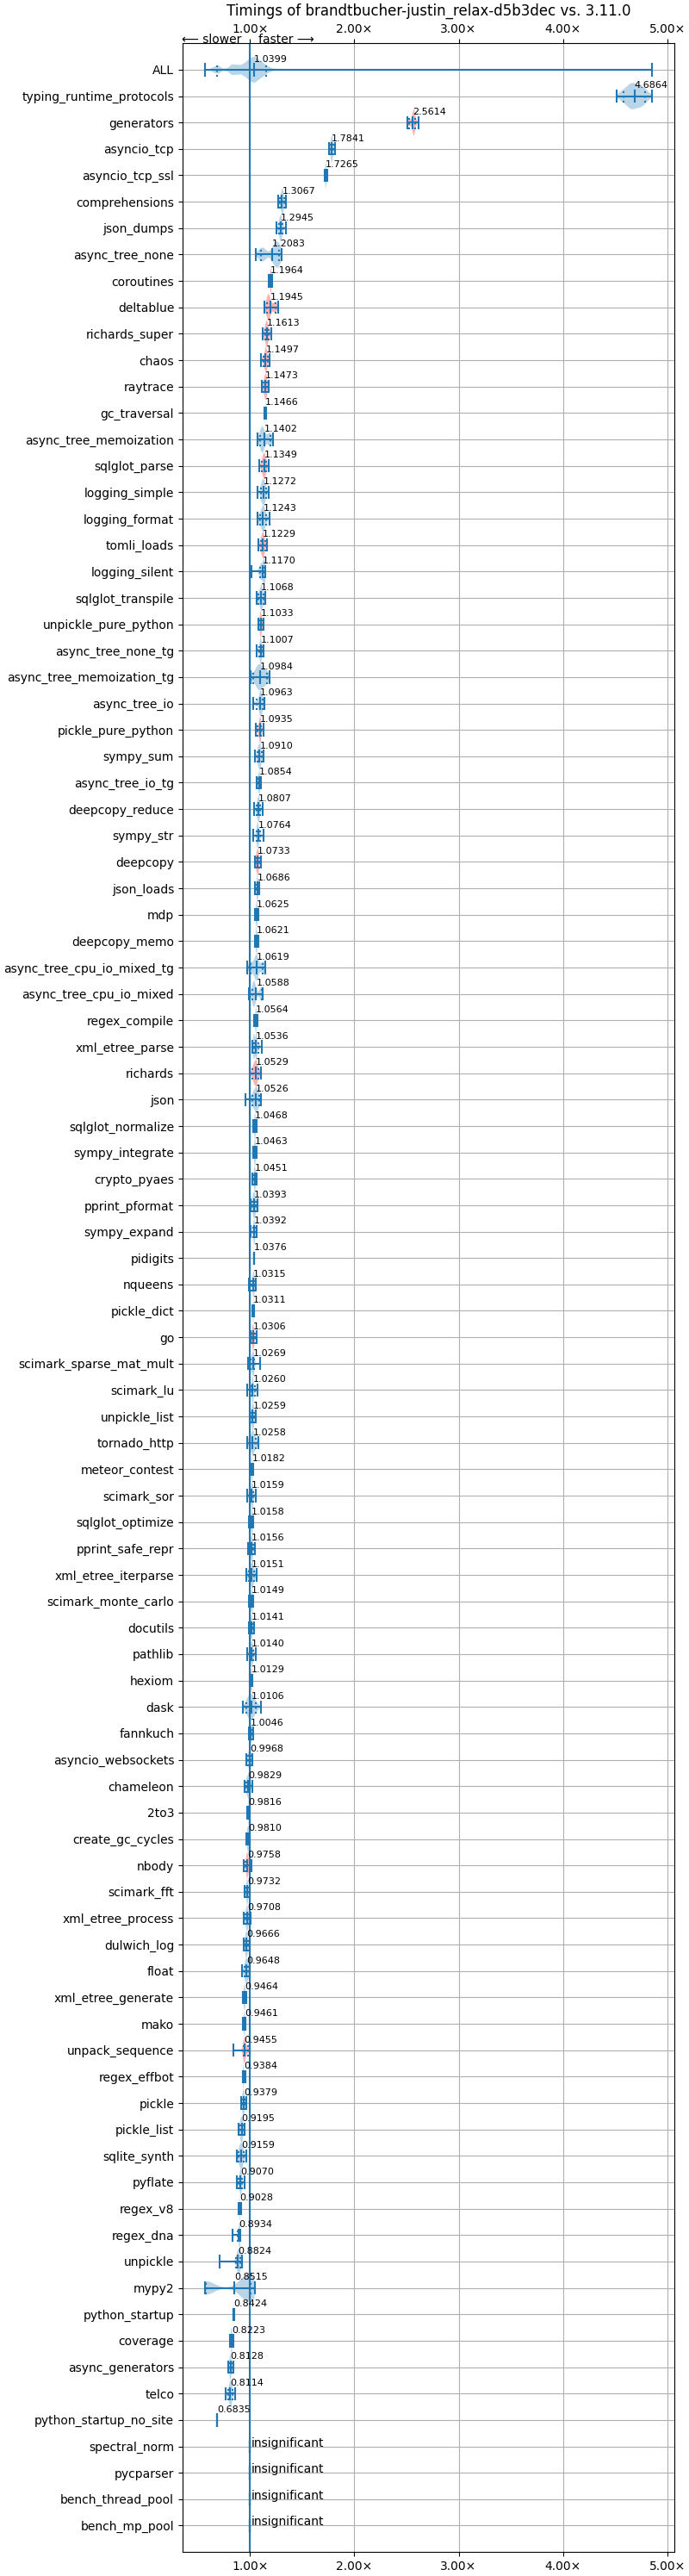 Timings of brandtbucher-justin_relax-d5b3dec vs. 3.11.0
1.00× 2.00× 3.00× 4.00× 5.00×
⟵ slower faster ⟶
ALL 1.0399
typing_runtime_protocols 4.6864
generators 2.5614
asyncio_tcp 1.7841
asyncio_tcp_ssl 1.7265
comprehensions 1.3067
json_dumps 1.2945
async_tree_none 1.2083
coroutines 1.1964
deltablue 1.1945
richards_super 1.1613
chaos 1.1497
raytrace 1.1473
gc_traversal 1.1466
async_tree_memoization 1.1402
sqlglot_parse 1.1349
logging_simple 1.1272
logging_format 1.1243
tomli_loads 1.1229
logging_silent 1.1170
sqlglot_transpile 1.1068
unpickle_pure_python 1.1033
async_tree_none_tg 1.1007
async_tree_memoization_tg 1.0984
async_tree_io 1.0963
pickle_pure_python 1.0935
sympy_sum 1.0910
async_tree_io_tg 1.0854
deepcopy_reduce 1.0807
sympy_str 1.0764
deepcopy 1.0733
json_loads 1.0686
mdp 1.0625
deepcopy_memo 1.0621
async_tree_cpu_io_mixed_tg 1.0619
async_tree_cpu_io_mixed 1.0588
regex_compile 1.0564
xml_etree_parse 1.0536
richards 1.0529
json 1.0526
sqlglot_normalize 1.0468
sympy_integrate 1.0463
crypto_pyaes 1.0451
pprint_pformat 1.0393
sympy_expand 1.0392
pidigits 1.0376
nqueens 1.0315
pickle_dict 1.0311
go 1.0306
scimark_sparse_mat_mult 1.0269
scimark_lu 1.0260
unpickle_list 1.0259
tornado_http 1.0258
meteor_contest 1.0182
scimark_sor 1.0159
sqlglot_optimize 1.0158
pprint_safe_repr 1.0156
xml_etree_iterparse 1.0151
scimark_monte_carlo 1.0149
docutils 1.0141
pathlib 1.0140
hexiom 1.0129
dask 1.0106
fannkuch 1.0046
asyncio_websockets 0.9968
chameleon 0.9829
2to3 0.9816
create_gc_cycles 0.9810
nbody 0.9758
scimark_fft 0.9732
xml_etree_process 0.9708
dulwich_log 0.9666
float 0.9648
xml_etree_generate 0.9464
mako 0.9461
unpack_sequence 0.9455
regex_effbot 0.9384
pickle 0.9379
pickle_list 0.9195
sqlite_synth 0.9159
pyflate 0.9070
regex_v8 0.9028
regex_dna 0.8934
unpickle 0.8824
mypy2 0.8515
python_startup 0.8424
coverage 0.8223
async_generators 0.8128
telco 0.8114
python_startup_no_site 0.6835
spectral_norm insignificant
pycparser insignificant
bench_thread_pool insignificant
bench_mp_pool insignificant
1.00× 2.00× 3.00× 4.00× 5.00×